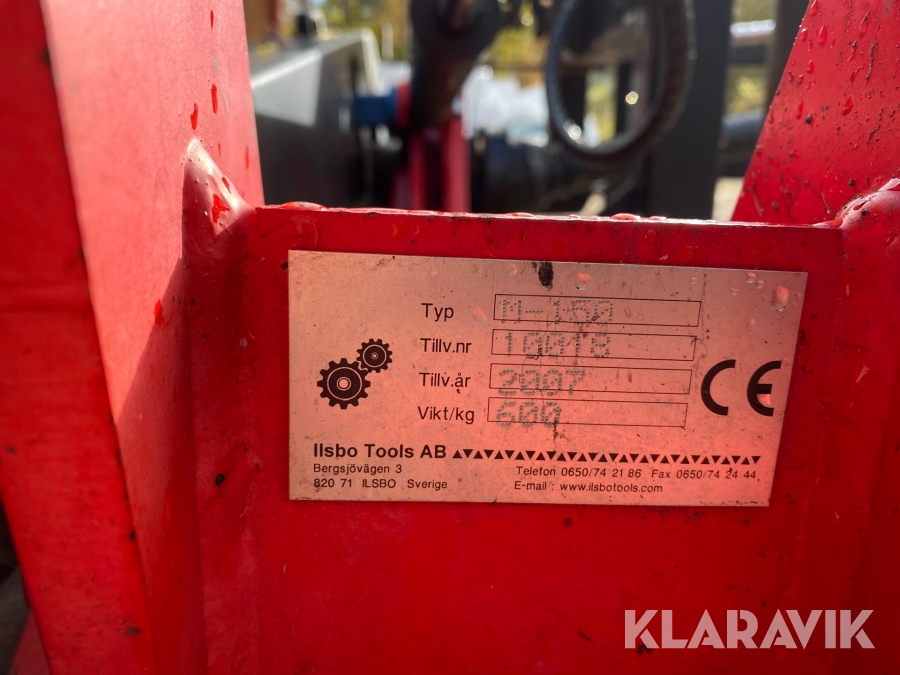 Typ M-150
Tillv.nr 10018
Tillv.år 2007
Vikt/kg 600
CE
Ilsbo Tools AB
Bergsjövägen 3 Telefon 0650/74 21 86 Fax 0650/74 24 44
820 71 ILSBO Sverige E-mail : www.ilsbotools.com
KLARAVIK